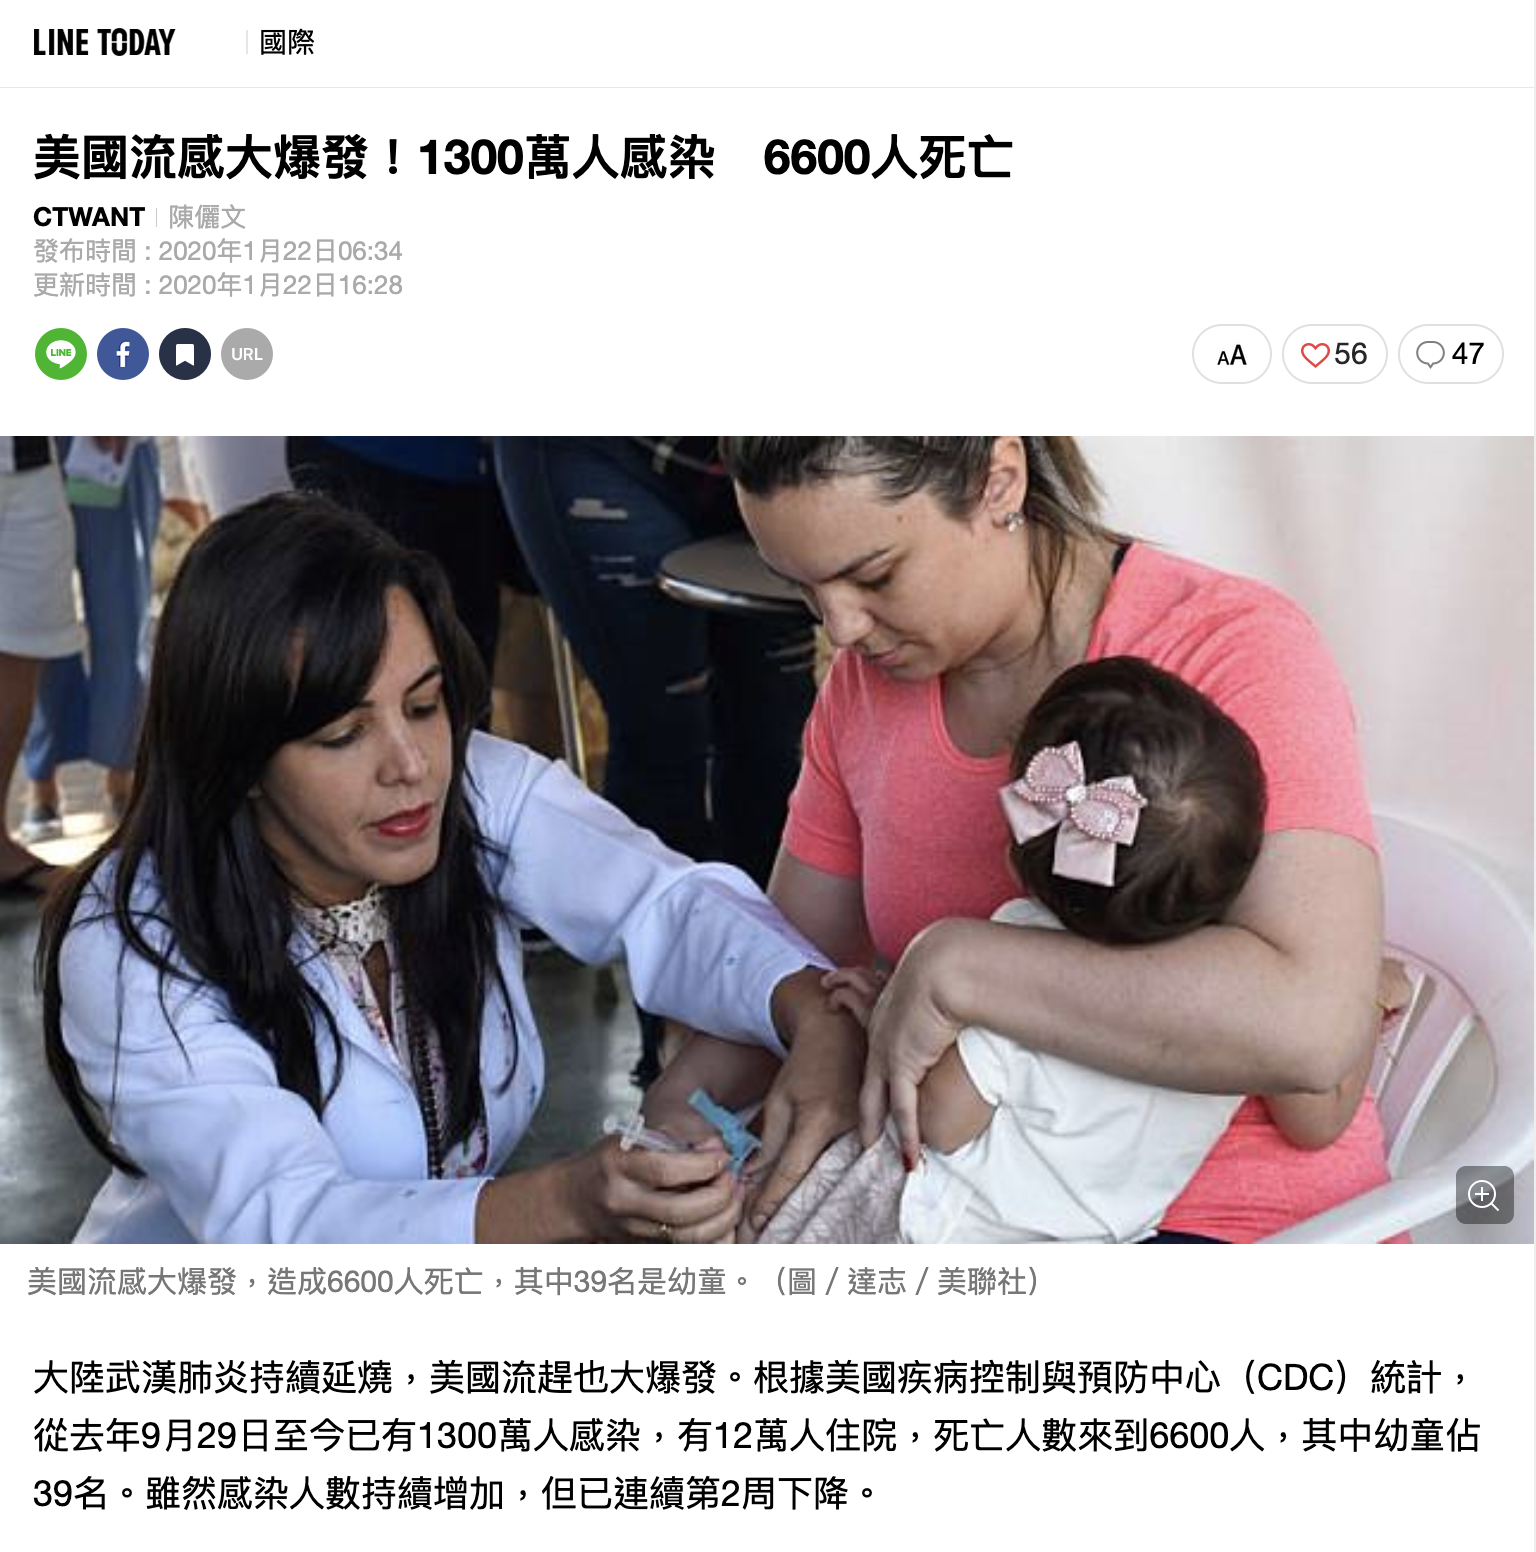 LINE TODAY
國際
美國流感大爆發！1300萬人感染　6600人死亡
CTWANT 陳儷文
發布時間 : 2020年1月22日06:34
更新時間 : 2020年1月22日16:28
LINE f URL AA 56 47
美國流感大爆發，造成6600人死亡，其中39名是幼童。（圖／達志／美聯社）
大陸武漢肺炎持續延燒，美國流趕也大爆發。根據美國疾病控制與預防中心（CDC）統計，
從去年9月29日至今已有1300萬人感染，有12萬人住院，死亡人數來到6600人，其中幼童佔
39名。雖然感染人數持續增加，但已連續第2周下降。